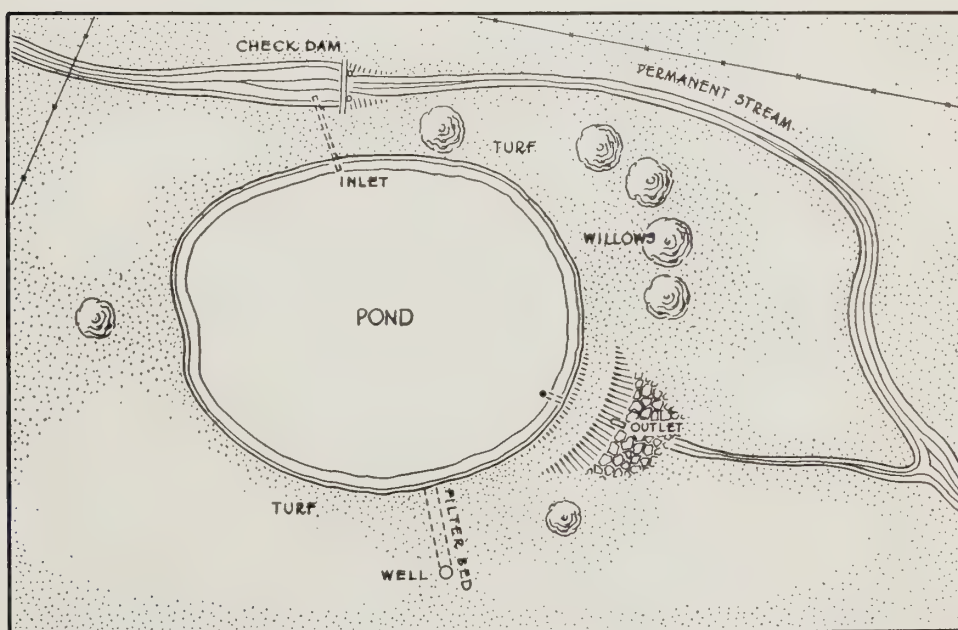 CHECK DAM
PERMANENT STREAM
TURF
INLET
WILLOWS
POND
OUTLET
TURF
FILTER BED
WELL